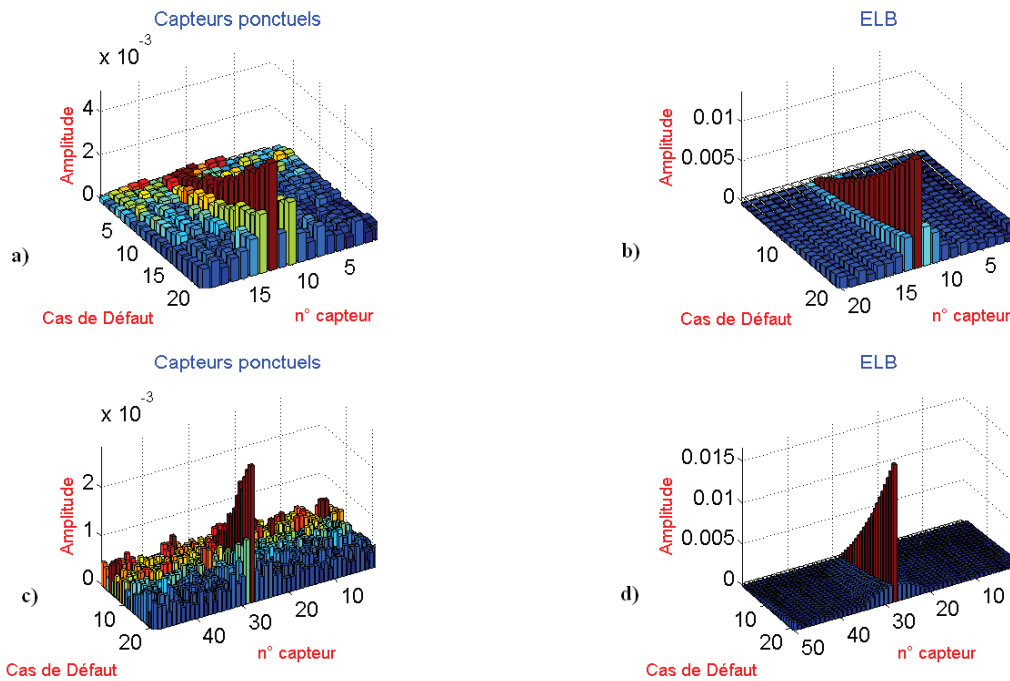 Capteurs ponctuels
x 10⁻³
4
2
0
Amplitude
5
10
15
20
15
10
5
a)
Cas de Défaut
n° capteur
ELB
0.01
0.005
0
Amplitude
10
20
20
15
10
5
b)
Cas de Défaut
n° capteur
Capteurs ponctuels
x 10⁻³
2
1
0
Amplitude
10
20
40
30
20
10
c)
Cas de Défaut
n° capteur
ELB
0.015
0.01
0.005
0
Amplitude
10
20
50
40
30
20
10
d)
Cas de Défaut
n° capteur